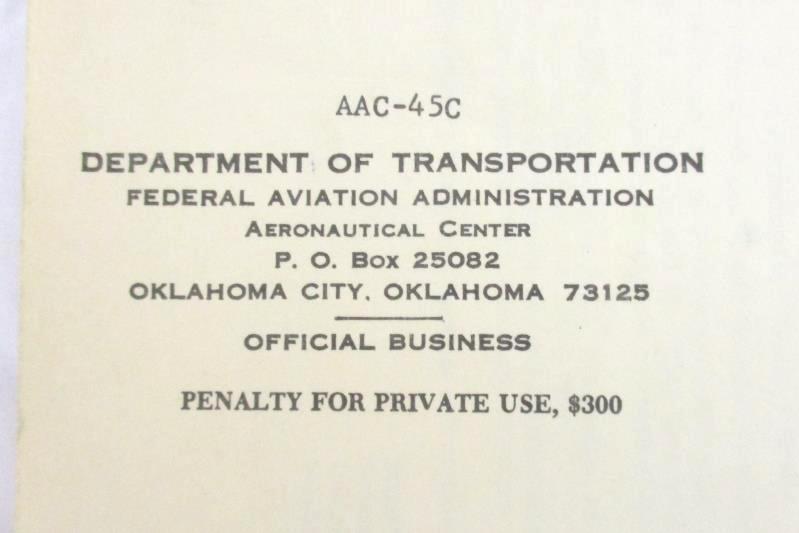 AAC-45C
DEPARTMENT OF TRANSPORTATION
FEDERAL AVIATION ADMINISTRATION
AERONAUTICAL CENTER
P. O. Box 25082
OKLAHOMA CITY, OKLAHOMA 73125
OFFICIAL BUSINESS
PENALTY FOR PRIVATE USE, $300